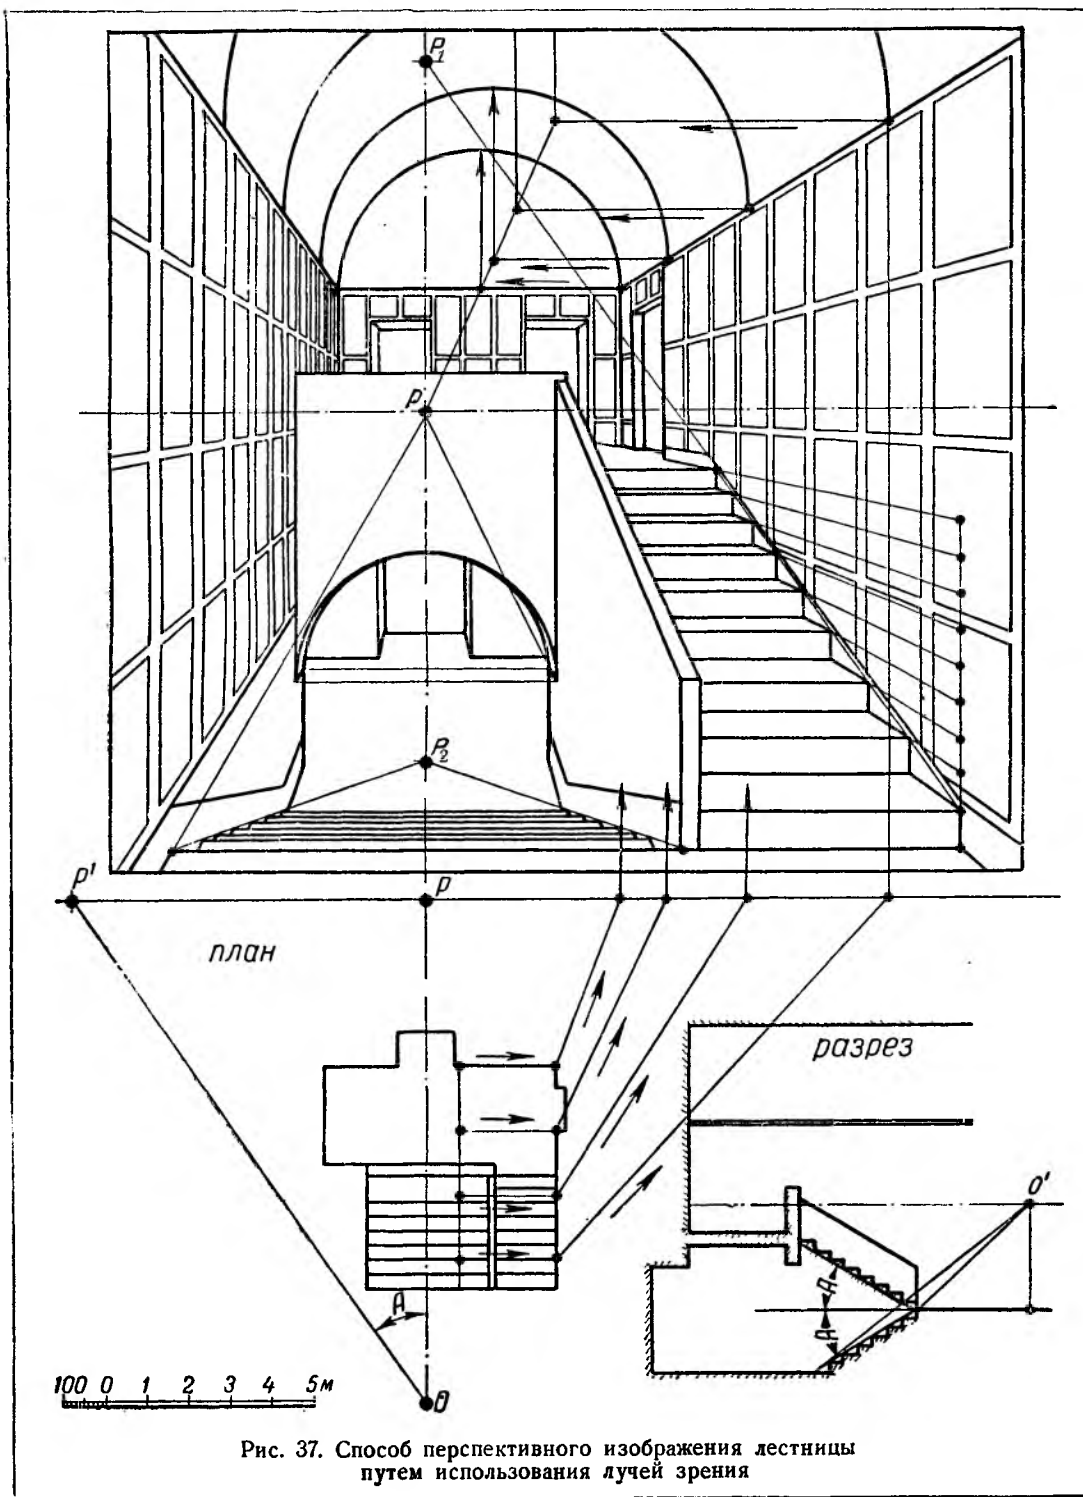 P₁
P
P₂
P'
P
план
разрез
O'
A
A
A
100 0 1 2 3 4 5м
O
Рис. 37. Способ перспективного изображения лестницы
путем использования лучей зрения